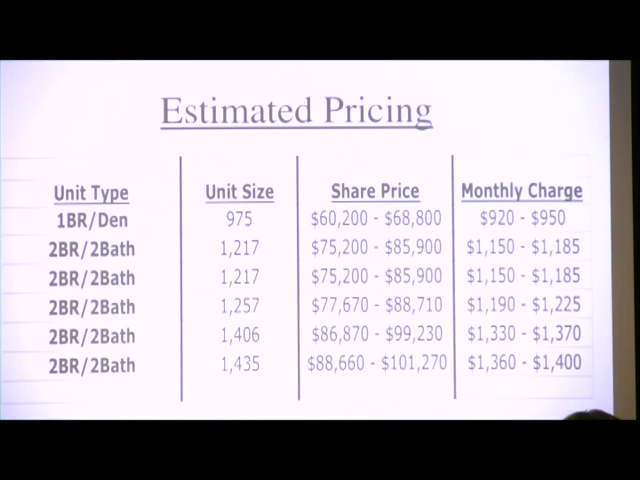 Estimated Pricing
Unit Type Unit Size Share Price Monthly Charge
1BR/Den 975 $60,200 - $68,800 $920 - $950
2BR/2Bath 1,217 $75,200 - $85,900 $1,150 - $1,185
2BR/2Bath 1,217 $75,200 - $85,900 $1,150 - $1,185
2BR/2Bath 1,257 $77,670 - $88,710 $1,190 - $1,225
2BR/2Bath 1,406 $86,870 - $99,230 $1,330 - $1,370
2BR/2Bath 1,435 $88,660 - $101,270 $1,360 - $1,400